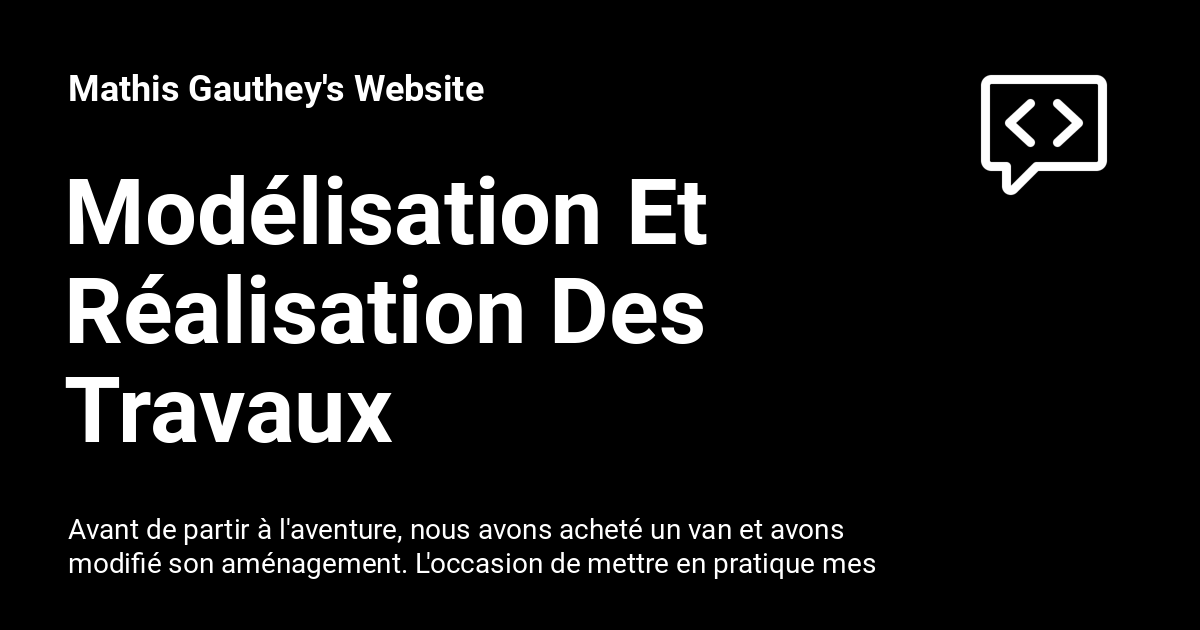 Mathis Gauthey's Website
Modélisation Et
Réalisation Des
Travaux
Avant de partir à l'aventure, nous avons acheté un van et avons
modifié son aménagement. L'occasion de mettre en pratique mes